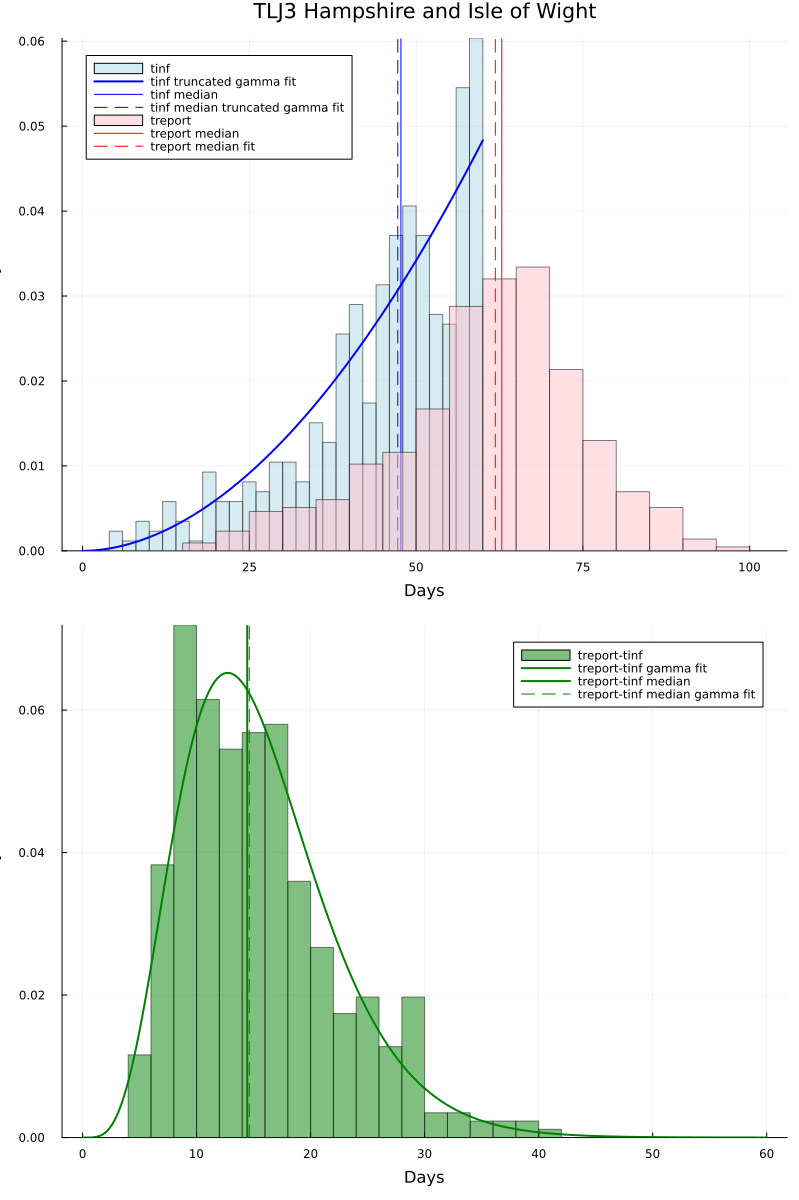 TLJ3 Hampshire and Isle of Wight
0.06
0.05
0.04
0.03
0.02
0.01
0.00
tinf
tinf truncated gamma fit
tinf median
tinf median truncated gamma fit
treport
treport median
treport median fit
0 25 50 75 100
Days
0.06
0.04
0.02
0.00
treport-tinf
treport-tinf gamma fit
treport-tinf median
treport-tinf median gamma fit
0 10 20 30 40 50 60
Days